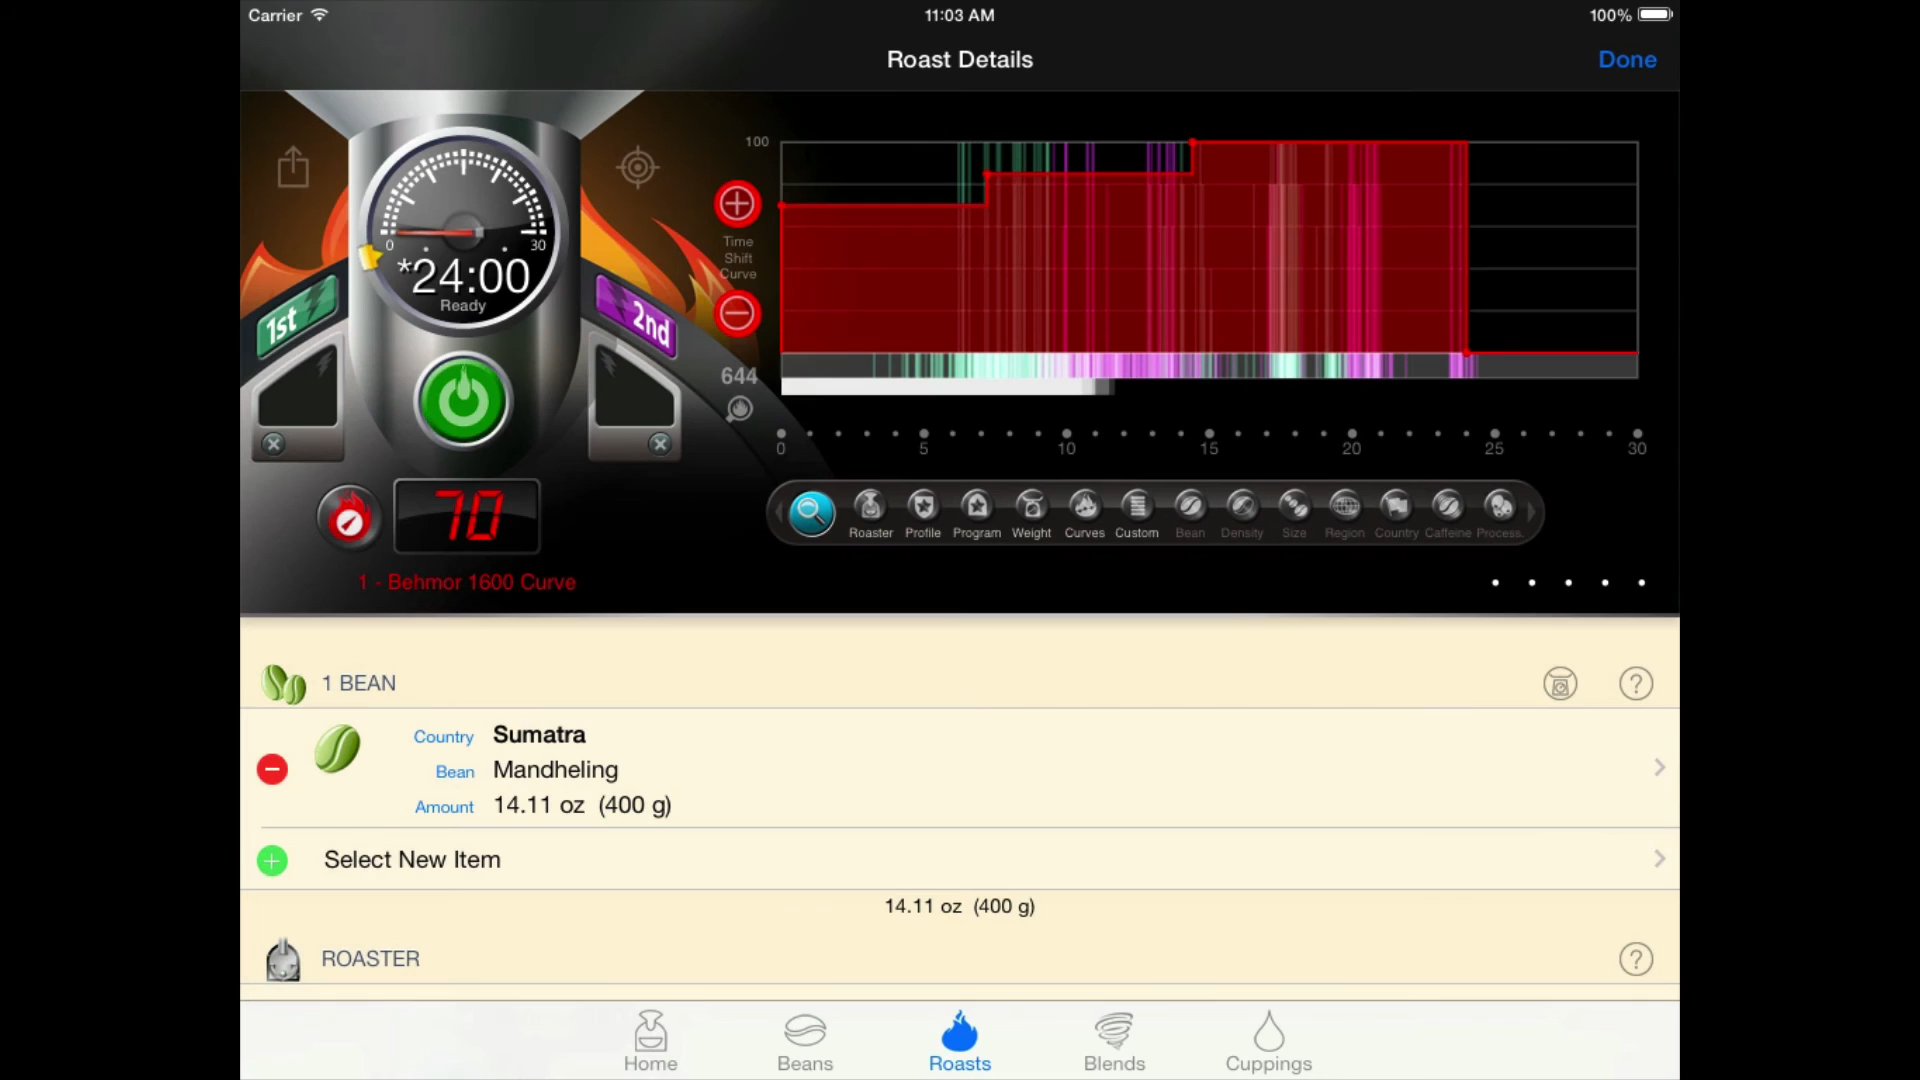 Carrier 11:03 AM 100%
Roast Details
Done
100
0 30
*24:00
Ready
1st
2nd
Time
Shift
Curve
644
0 5 10 15 20 25 30
70
Roaster Profile Program Weight Curves Custom Bean Density Size Region Country Caffeine Process.
1 - Behmor 1600 Curve
1 BEAN
?
Country Sumatra
Bean Mandheling
Amount 14.11 oz (400 g)
Select New Item
14.11 oz (400 g)
ROASTER
?
Home Beans Roasts Blends Cuppings